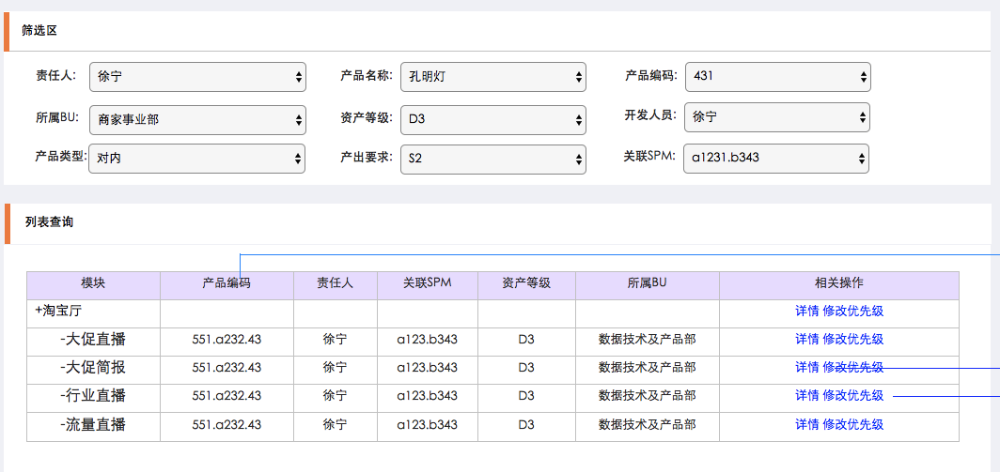 筛选区
责任人: 徐宁 产品名称: 孔明灯 产品编码: 431
所属BU: 商家事业部 资产等级: D3 开发人员: 徐宁
产品类型: 对内 产出要求: S2 关联SPM: a1231.b343
列表查询
模块 产品编码 责任人 关联SPM 资产等级 所属BU 相关操作
+淘宝厅 详情 修改优先级
-大促直播 551.a232.43 徐宁 a123.b343 D3 数据技术及产品部 详情 修改优先级
-大促简报 551.a232.43 徐宁 a123.b343 D3 数据技术及产品部 详情 修改优先级
-行业直播 551.a232.43 徐宁 a123.b343 D3 数据技术及产品部 详情 修改优先级
-流量直播 551.a232.43 徐宁 a123.b343 D3 数据技术及产品部 详情 修改优先级